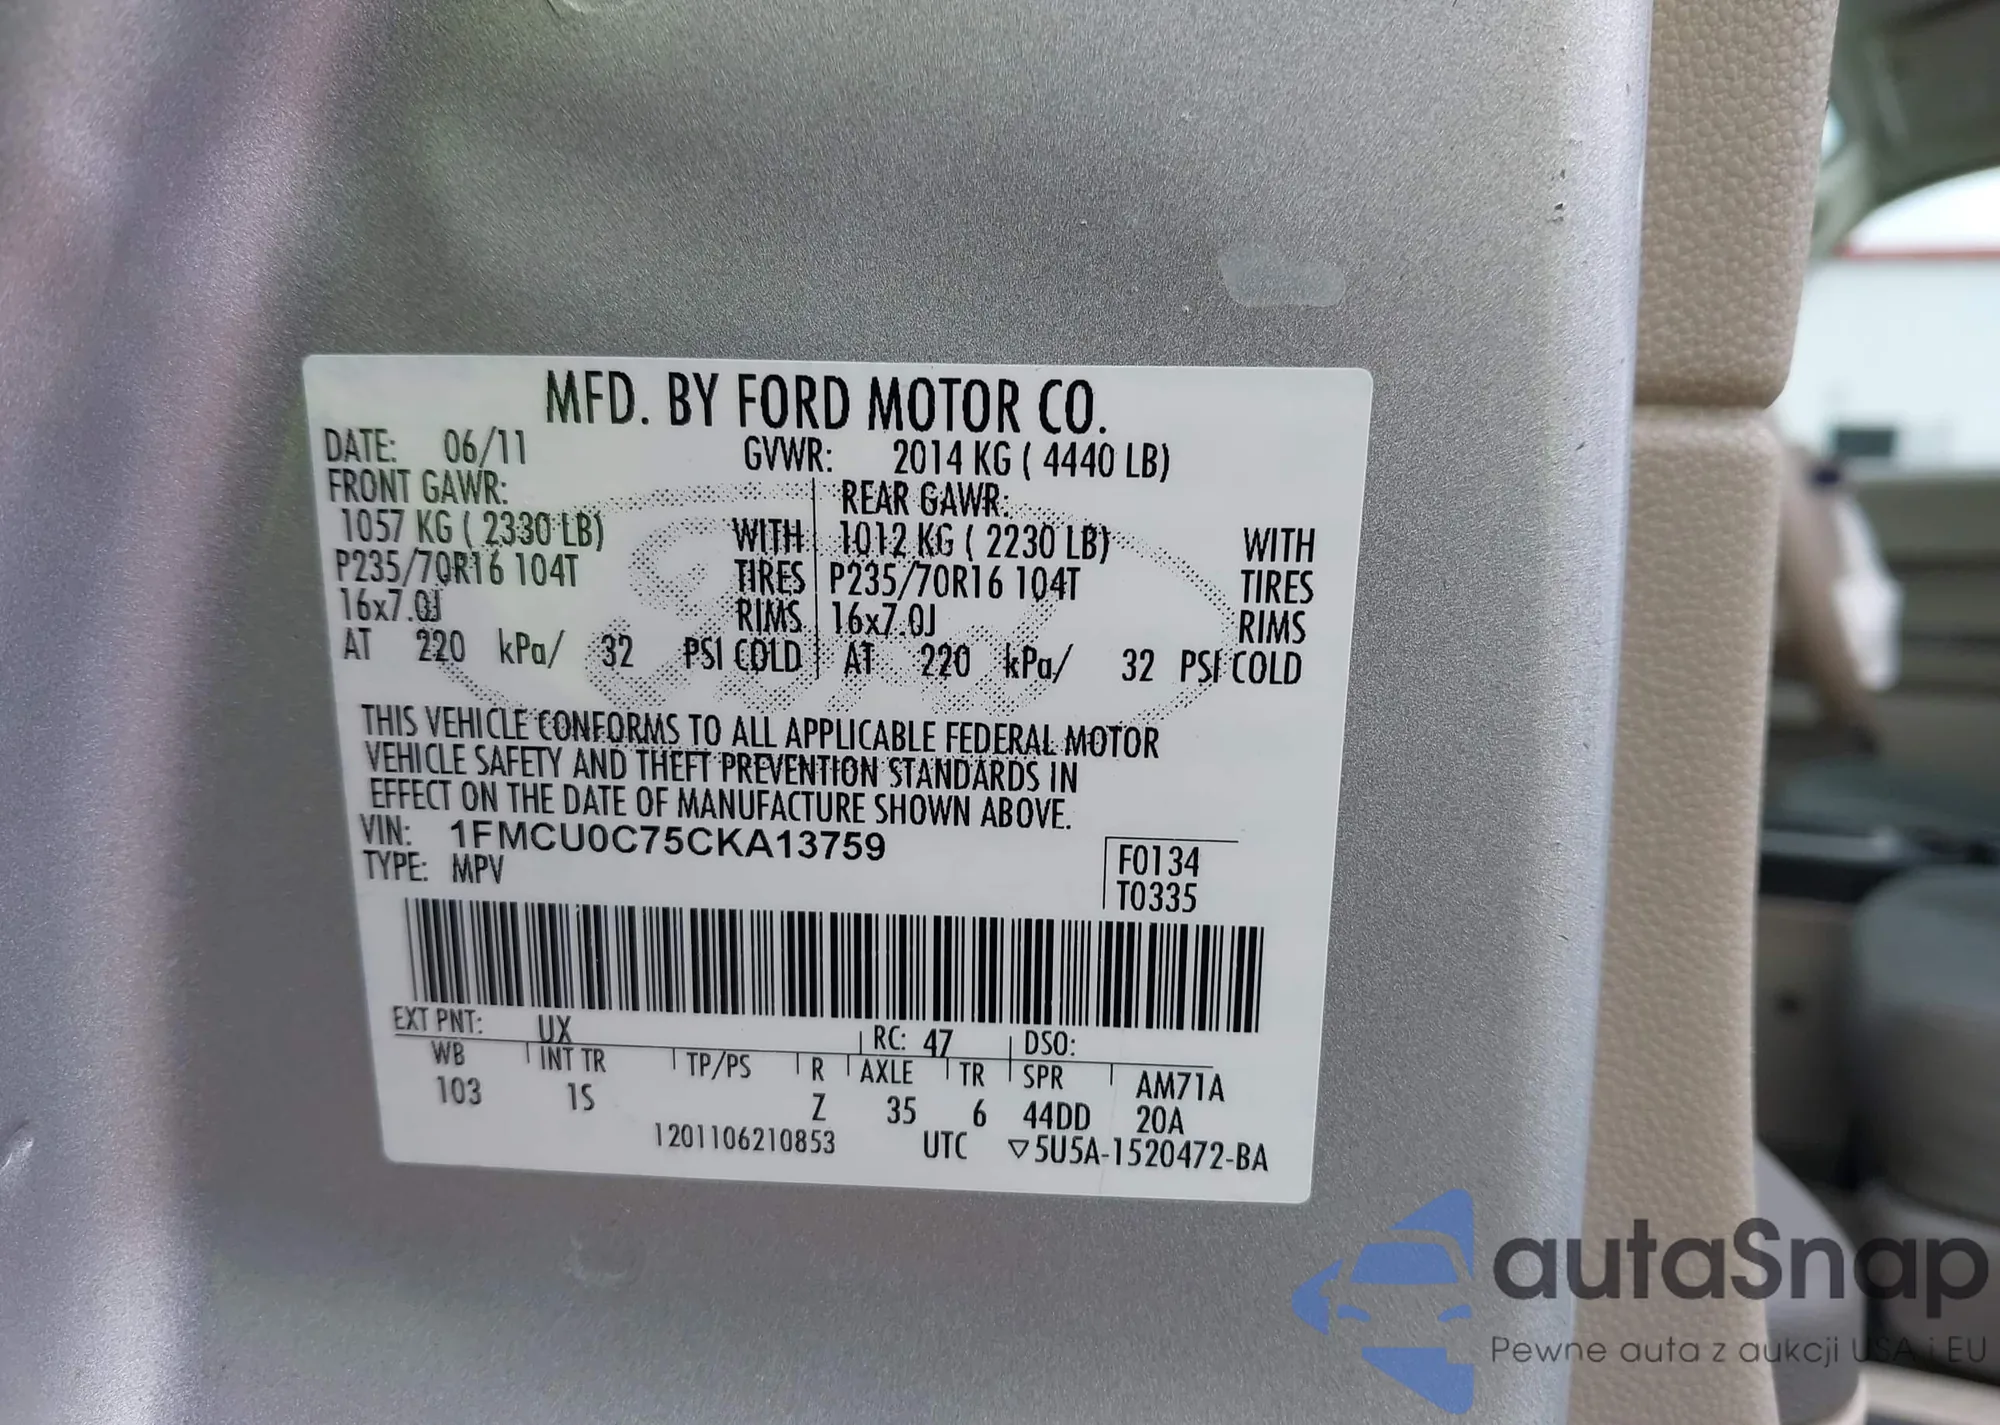 MFD. BY FORD MOTOR CO.
DATE: 06/11 GVWR: 2014 KG ( 4440 LB)
FRONT GAWR: REAR GAWR:
1057 KG ( 2330 LB) WITH 1012 KG ( 2230 LB) WITH
P235/70R16 104T TIRES P235/70R16 104T TIRES
16x7.0J RIMS 16x7.0J RIMS
AT 220 kPa/ 32 PSI COLD AT 220 kPa/ 32 PSI COLD
THIS VEHICLE CONFORMS TO ALL APPLICABLE FEDERAL MOTOR
VEHICLE SAFETY AND THEFT PREVENTION STANDARDS IN
EFFECT ON THE DATE OF MANUFACTURE SHOWN ABOVE.
VIN: 1FMCU0C75CKA13759
TYPE: MPV F0134
T0335
EXT PNT: UX RC: 47 DSO:
WB INT TR TP/PS R AXLE TR SPR AM71A
103 1S Z 35 6 44DD 20A
1201106210853 UTC ▽5U5A-1520472-BA
autaSnap
Pewne auta z aukcji USA i EU